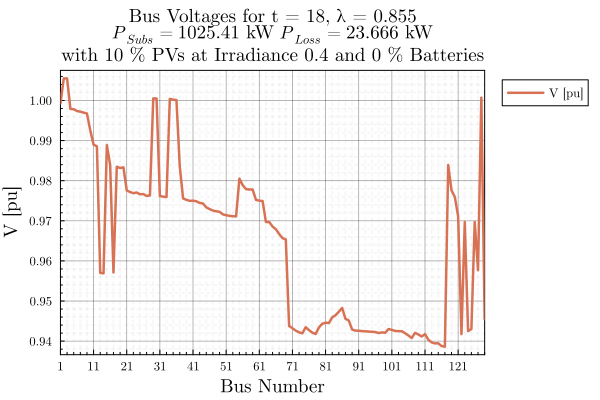 Bus Voltages for t = 18, λ = 0.855
P_Subs = 1025.41 kW P_Loss = 23.666 kW
with 10 % PVs at Irradiance 0.4 and 0 % Batteries
V [pu]
1.00
0.99
0.98
0.97
0.96
0.95
0.94
V [pu]
1 11 21 31 41 51 61 71 81 91 101 111 121
Bus Number